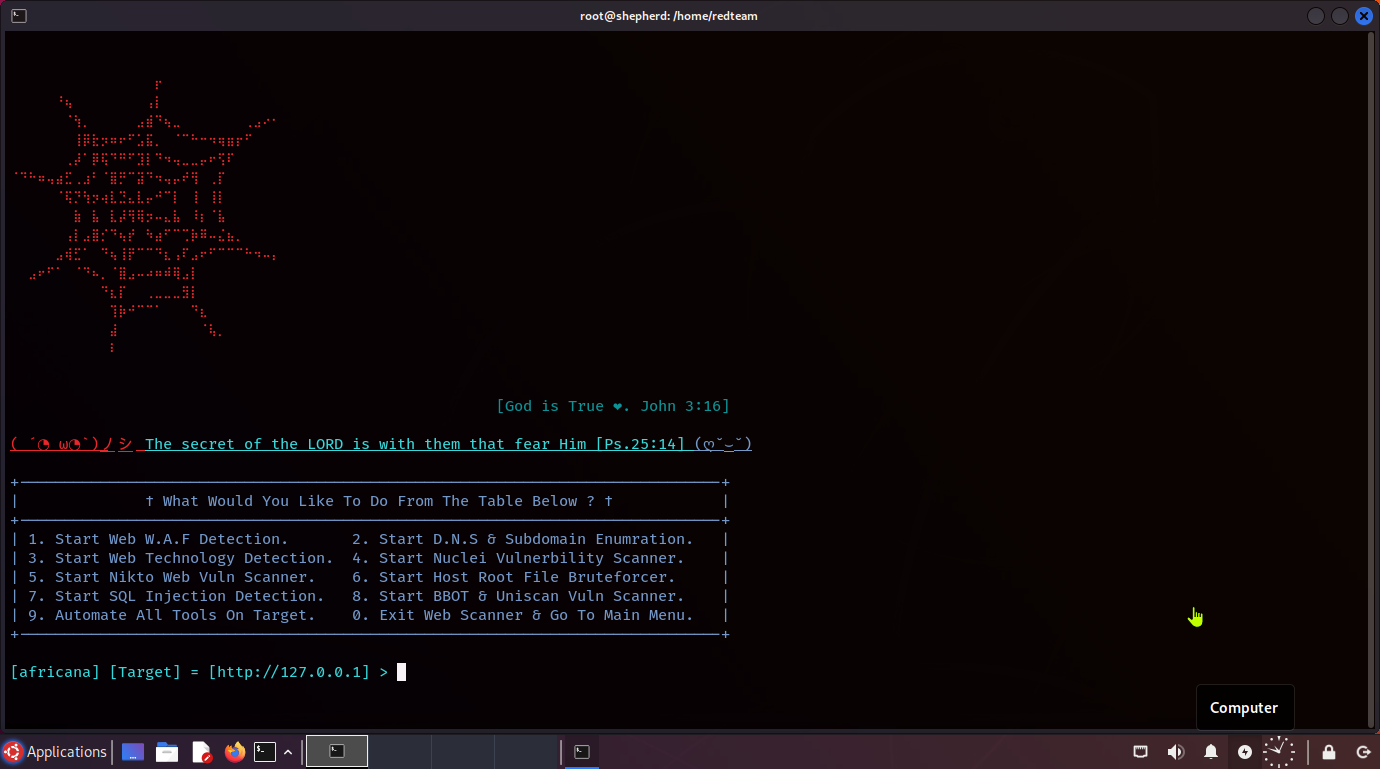 root@shepherd: /home/redteam
[God is True ❤. John 3:16]
( ´◔ ω◔`)ノシ The secret of the LORD is with them that fear Him [Ps.25:14] (ღ˘⌣˘)
† What Would You Like To Do From The Table Below ? †
1. Start Web W.A.F Detection. 2. Start D.N.S & Subdomain Enumration.
3. Start Web Technology Detection. 4. Start Nuclei Vulnerbility Scanner.
5. Start Nikto Web Vuln Scanner. 6. Start Host Root File Bruteforcer.
7. Start SQL Injection Detection. 8. Start BBOT & Uniscan Vuln Scanner.
9. Automate All Tools On Target. 0. Exit Web Scanner & Go To Main Menu.
[africana] [Target] = [http://127.0.0.1] >
Computer
Applications